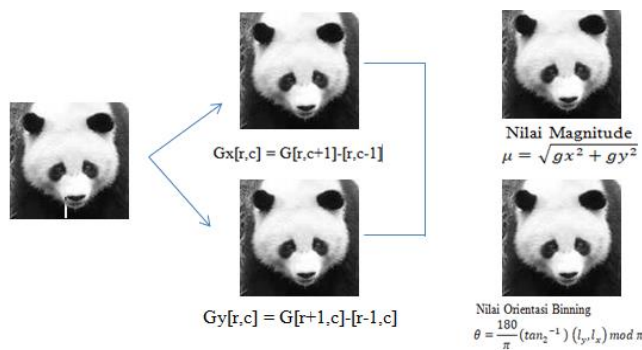 Gx[r,c] = G[r,c+1]-[r,c-1]
Gy[r,c] = G[r+1,c]-[r-1,c]
Nilai Magnitude
μ = √gx² + gy²
Nilai Orientasi Binning
θ = 180/π (tan₂⁻¹) (l_y,l_x) mod π